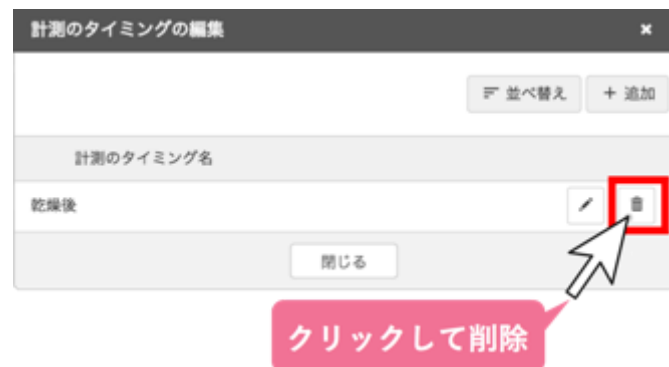 計測のタイミングの編集 ×
並べ替え + 追加
計測のタイミング名
乾燥後
閉じる
クリックして削除